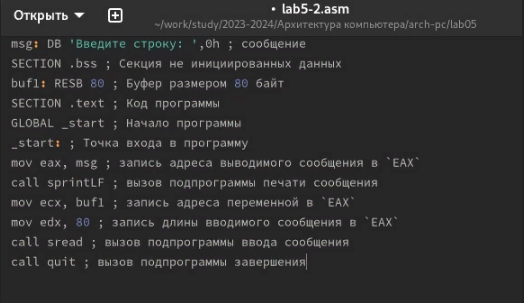 Открыть
• lab5-2.asm
~/work/study/2023-2024/Архитектура компьютера/arch-pc/lab05
msg: DB 'Введите строку: ',0h ; сообщение
SECTION .bss ; Секция не инициированных данных
buf1: RESB 80 ; Буфер размером 80 байт
SECTION .text ; Код программы
GLOBAL _start ; Начало программы
_start: ; Точка входа в программу
mov eax, msg ; запись адреса выводимого сообщения в `EAX`
call sprintLF ; вызов подпрограммы печати сообщения
mov ecx, buf1 ; запись адреса переменной в `EAX`
mov edx, 80 ; запись длины вводимого сообщения в `EAX`
call sread ; вызов подпрограммы ввода сообщения
call quit ; вызов подпрограммы завершения